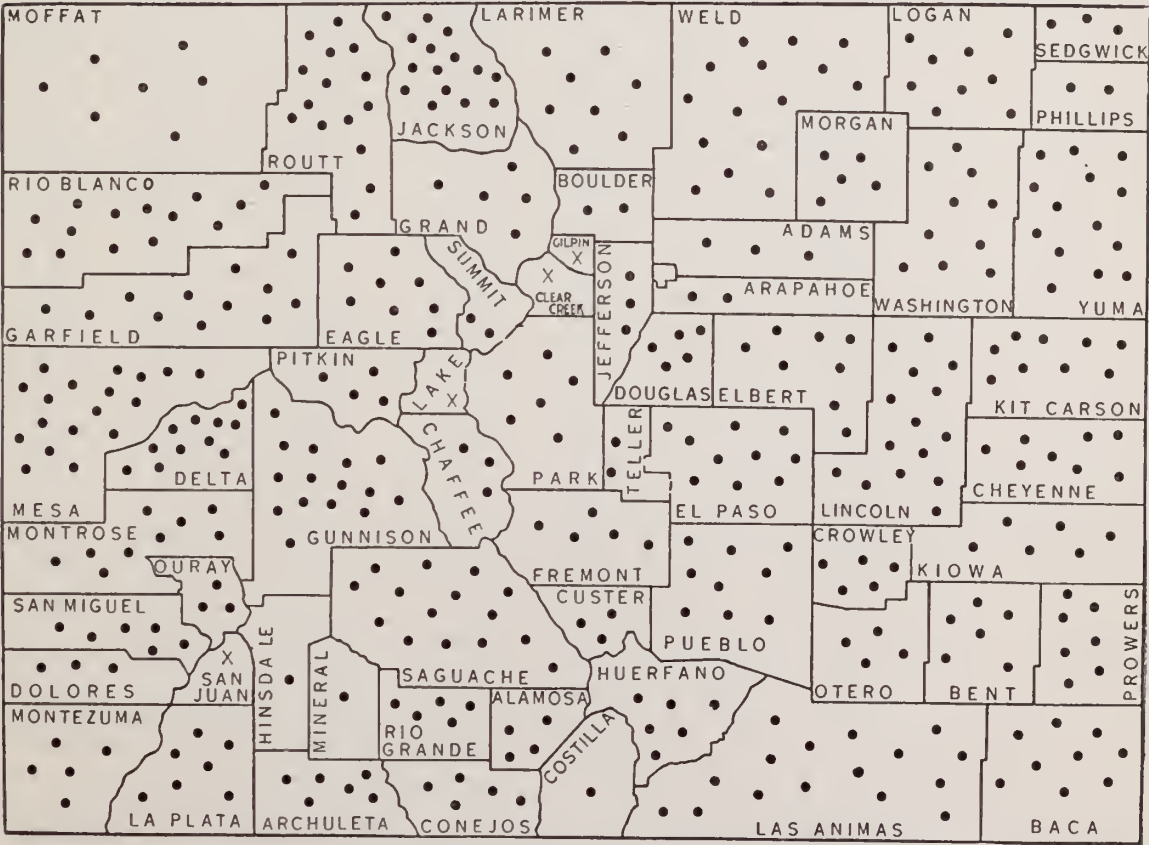 MOFFAT
LARIMER
WELD
LOGAN
SEDGWICK
PHILLIPS
JACKSON
MORGAN
ROUTT
RIO BLANCO
BOULDER
GRAND
ADAMS
GILPIN
X
SUMMIT
X
CLEAR
CREEK
JEFFERSON
ARAPAHOE
WASHINGTON
YUMA
GARFIELD
EAGLE
PITKIN
LAKE
X
DOUGLAS
ELBERT
KIT CARSON
CHAFFEE
TELLER
DELTA
PARK
CHEYENNE
MESA
EL PASO
LINCOLN
MONTROSE
GUNNISON
CROWLEY
OURAY
FREMONT
KIOWA
SAN MIGUEL
CUSTER
PROWERS
HINSDALE
PUEBLO
X
SAN
JUAN
MINERAL
SAGUACHE
HUERFANO
DOLORES
ALAMOSA
OTERO
BENT
MONTEZUMA
RIO
GRANDE
COSTILLA
LA PLATA
ARCHULETA
CONEJOS
LAS ANIMAS
BACA